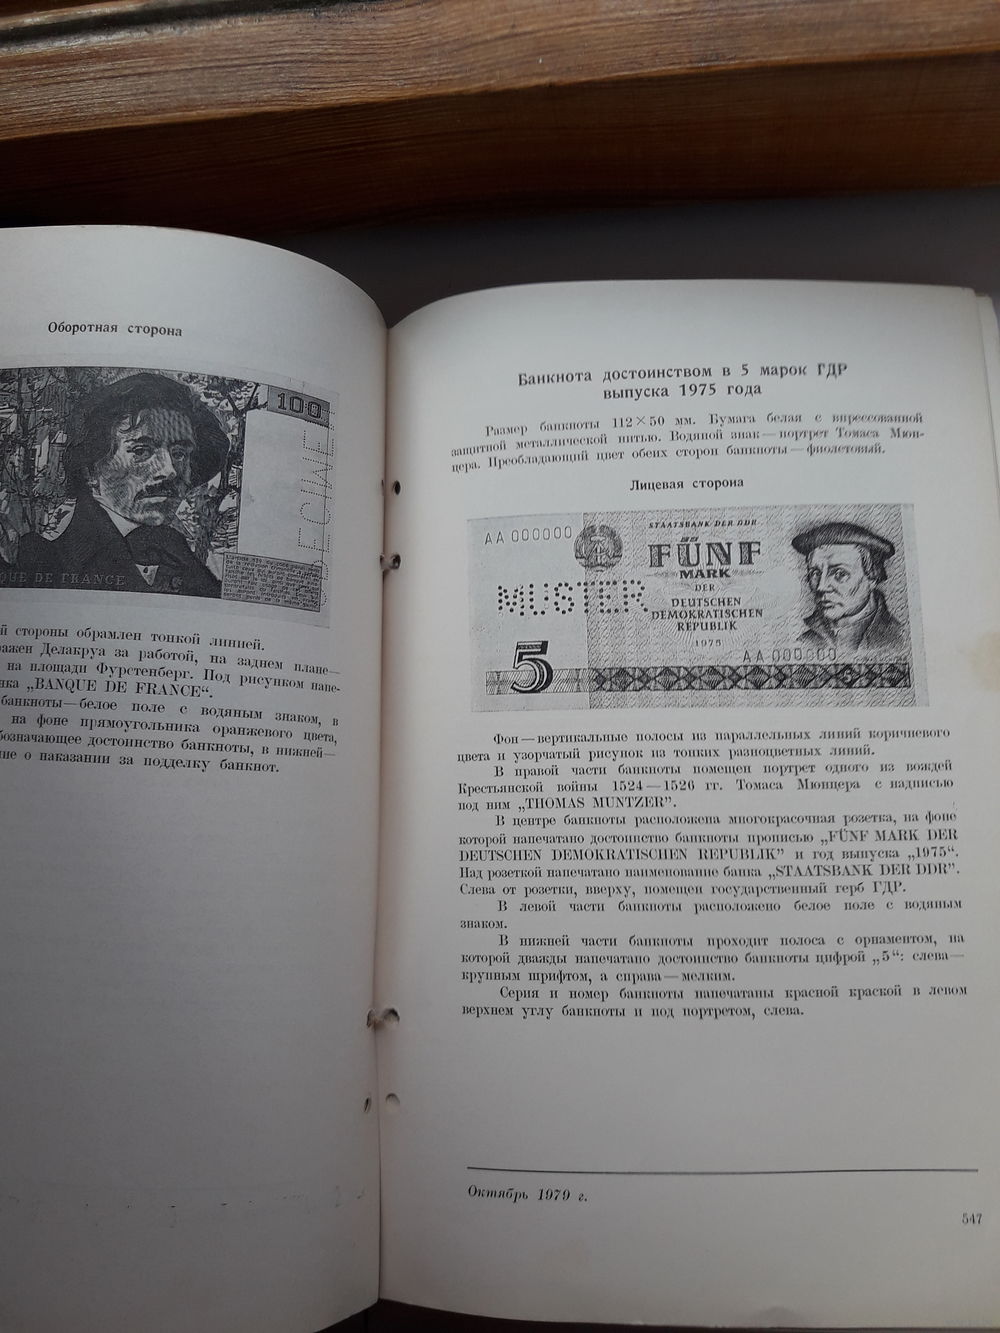 Оборотная сторона
100
SPECIMEN
QUE DE FRANCE
й стороны обрамлен тонкой линией.
ажен Делакруа за работой, на заднем плане—
на площади Фурстенберг. Под рисунком напе-
нка „BANQUE DE FRANCE“.
банкноты—белое поле с водяным знаком, в
на фоне прямоугольника оранжевого цвета,
бозначающее достоинство банкноты, в нижней—
ие о наказании за подделку банкнот.
Банкнота достоинством в 5 марок ГДР
выпуска 1975 года
Размер банкноты 112×50 мм. Бумага белая с впрессованной
защитной металлической нитью. Водяной знак—портрет Томаса Мюн-
цера. Преобладающий цвет обеих сторон банкноты—фиолетовый.
Лицевая сторона
AA 000000
STAATSBANK DER DDR
FÜNF
MARK
DER
DEUTSCHEN
DEMOKRATISCHEN
REPUBLIK
1975
MUSTER
AA 000000
5
5
Фон—вертикальные полосы из параллельных линий коричневого
цвета и узорчатый рисунок из тонких разноцветных линий.
В правой части банкноты помещен портрет одного из вождей
Крестьянской войны 1524—1526 гг. Томаса Мюнцера с надписью
под ним „THOMAS MUNTZER”.
В центре банкноты расположена многокрасочная розетка, на фоне
которой напечатано достоинство банкноты прописью „FÜNF MARK DER
DEUTSCHEN DEMOKRATISCHEN REPUBLIK” и год выпуска „1975“.
Над розеткой напечатано наименование банка „STAATSBANK DER DDR”.
Слева от розетки, вверху, помещен государственный герб ГДР.
В левой части банкноты расположено белое поле с водяным
знаком.
В нижней части банкноты проходит полоса с орнаментом, на
которой дважды напечатано достоинство банкноты цифрой „5“: слева—
крупным шрифтом, а справа—мелким.
Серия и номер банкноты напечатаны красной краской в левом
верхнем углу банкноты и под портретом, слева.
Октябрь 1979 г.
547